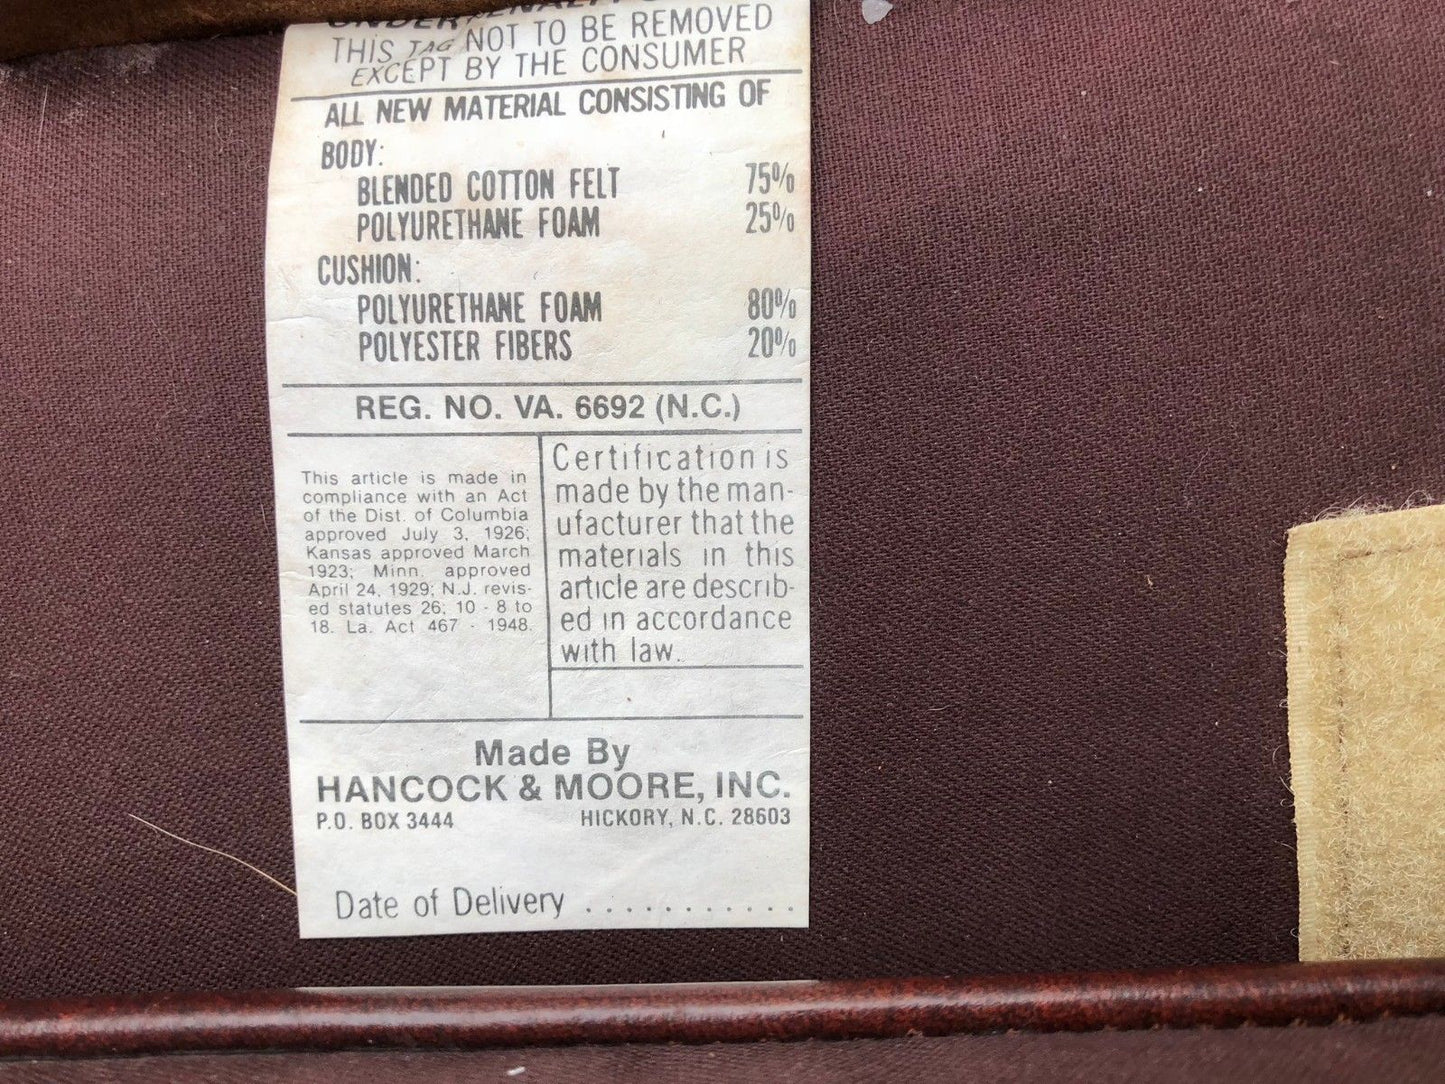 UNDER PENALTY O
THIS TAG NOT TO BE REMOVED
EXCEPT BY THE CONSUMER
ALL NEW MATERIAL CONSISTING OF
BODY:
BLENDED COTTON FELT 75%
POLYURETHANE FOAM 25%
CUSHION:
POLYURETHANE FOAM 80%
POLYESTER FIBERS 20%
REG. NO. VA. 6692 (N.C.)
This article is made in
compliance with an Act
of the Dist. of Columbia
approved July 3, 1926;
Kansas approved March
1923; Minn. approved
April 24, 1929; N.J. revis-
ed statutes 26: 10 - 8 to
18. La. Act 467 - 1948.
Certification is
made by the man-
ufacturer that the
materials in this
article are describ-
ed in accordance
with law.
Made By
HANCOCK & MOORE, INC.
P.O. BOX 3444 HICKORY, N.C. 28603
Date of Delivery . . . . . . . . . . .